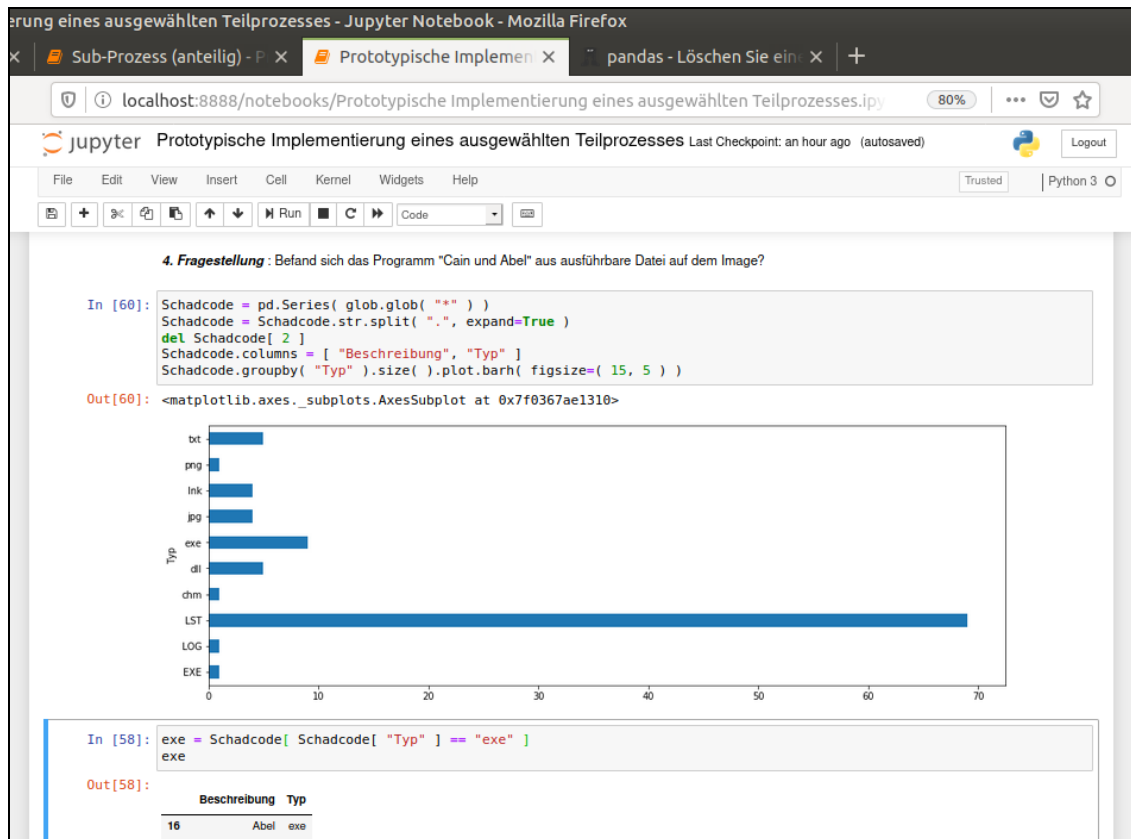 erung eines ausgewählten Teilprozesses - Jupyter Notebook - Mozilla Firefox
Sub-Prozess (anteilig) - P
Prototypische Implemen
pandas - Löschen Sie ein
localhost:8888/notebooks/Prototypische Implementierung eines ausgewählten Teilprozesses.ipy
80%
jupyter Prototypische Implementierung eines ausgewählten Teilprozesses Last Checkpoint: an hour ago (autosaved)
Logout
File Edit View Insert Cell Kernel Widgets Help
Trusted
Python 3
Run
Code
4. Fragestellung : Befand sich das Programm "Cain und Abel" aus ausführbare Datei auf dem Image?
In [60]: Schadcode = pd.Series( glob.glob( "*" ) )
Schadcode = Schadcode.str.split( ".", expand=True )
del Schadcode[ 2 ]
Schadcode.columns = [ "Beschreibung", "Typ" ]
Schadcode.groupby( "Typ" ).size( ).plot.barh( figsize=( 15, 5 ) )
Out[60]: <matplotlib.axes._subplots.AxesSubplot at 0x7f0367ae1310>
txt
png
lnk
jpg
exe
dll
chm
LST
LOG
EXE
Typ
0 10 20 30 40 50 60 70
In [58]: exe = Schadcode[ Schadcode[ "Typ" ] == "exe" ]
exe
Out[58]:
Beschreibung Typ
16 Abel exe